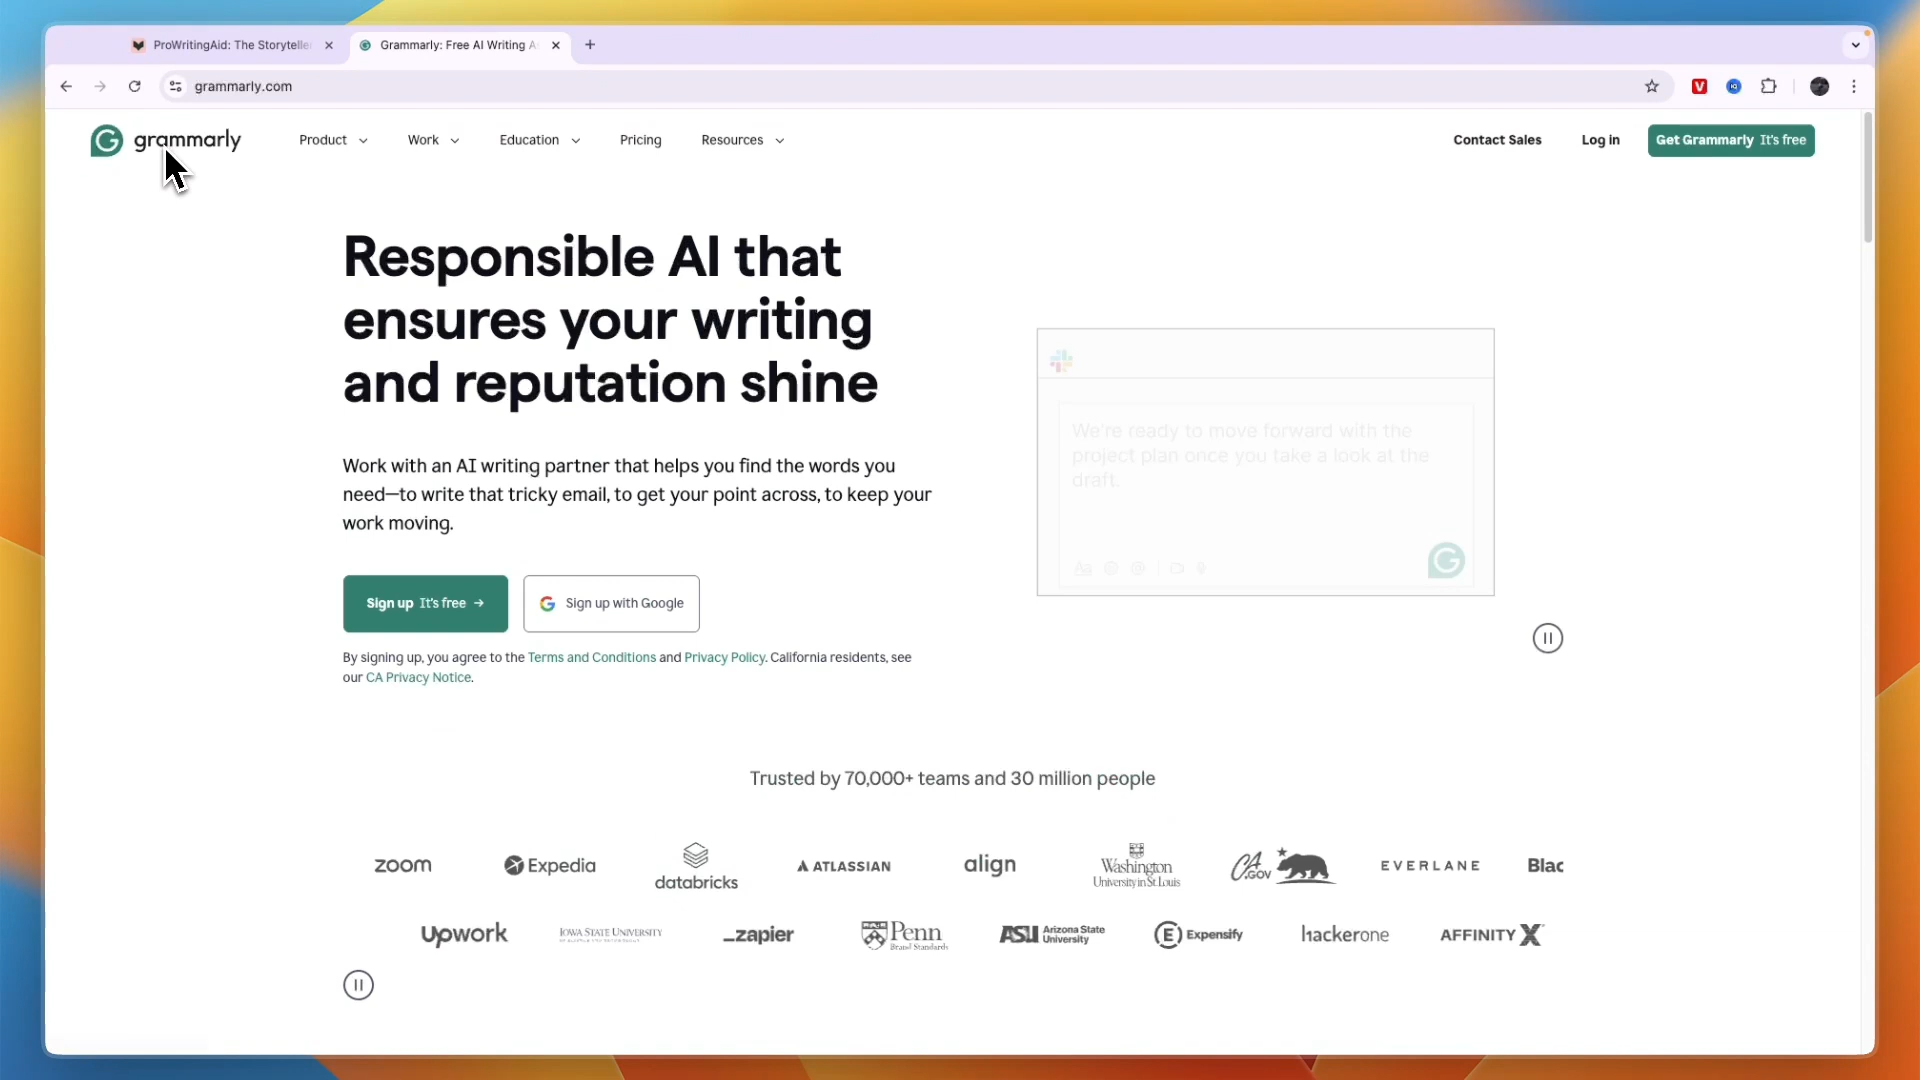 ProWritingAid: The Storyteller
Grammarly: Free AI Writing A
grammarly.com
grammarly
Product
Work
Education
Pricing
Resources
Contact Sales
Log in
Get Grammarly It's free
Responsible AI that
ensures your writing
and reputation shine
Work with an AI writing partner that helps you find the words you
need—to write that tricky email, to get your point across, to keep your
work moving.
Sign up It's free →
Sign up with Google
By signing up, you agree to the Terms and Conditions and Privacy Policy. California residents, see
our CA Privacy Notice.
We're ready to move forward with the
project plan once you take a look at the
draft.
Aa
Trusted by 70,000+ teams and 30 million people
zoom
Expedia
databricks
ATLASSIAN
align
Washington
University in St. Louis
CA.GOV
EVERLANE
Blac
Upwork
IOWA STATE UNIVERSITY
_zapier
Penn
Brand Standards
ASU Arizona State
University
Expensify
hackerone
AFFINITY X